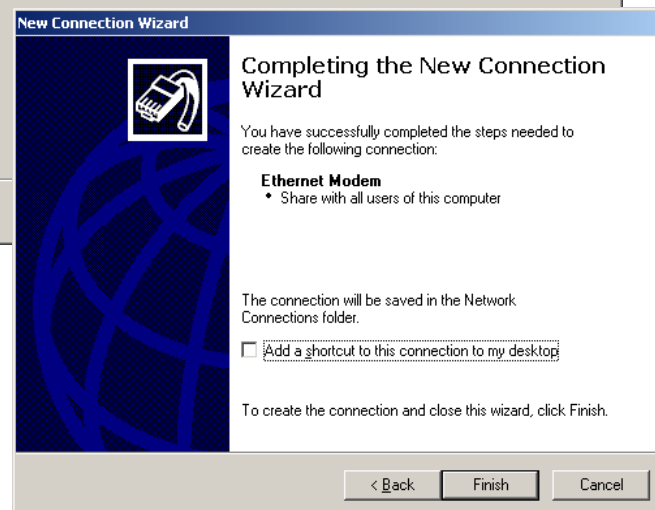 New Connection Wizard
Completing the New Connection
Wizard
You have successfully completed the steps needed to
create the following connection:
Ethernet Modem
• Share with all users of this computer
The connection will be saved in the Network
Connections folder.
Add a shortcut to this connection to my desktop
To create the connection and close this wizard, click Finish.
< Back Finish Cancel